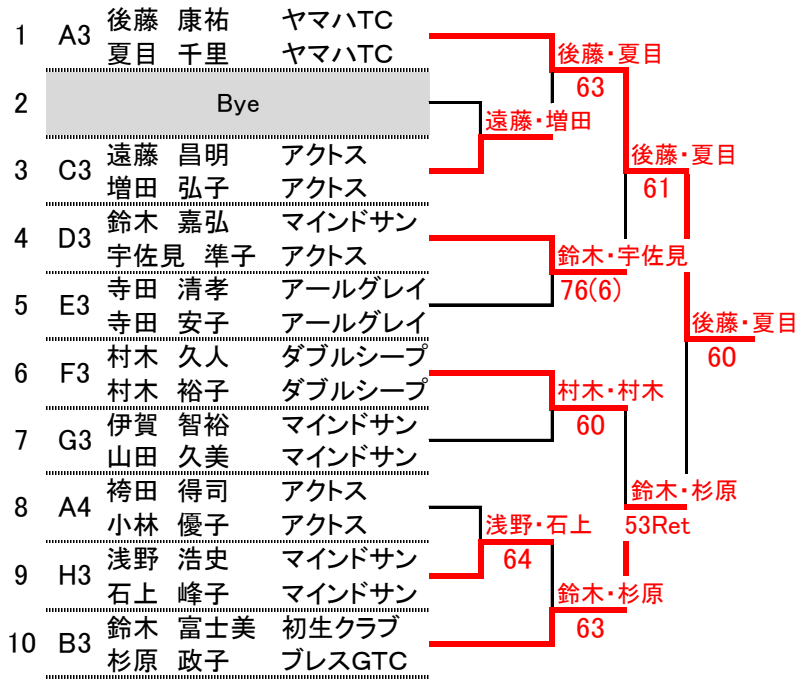 1 A3 後藤 康祐 ヤマハTC
夏目 千里 ヤマハTC
後藤・夏目
63
2 Bye
遠藤・増田
3 C3 遠藤 昌明 アクトス
増田 弘子 アクトス
後藤・夏目
61
4 D3 鈴木 嘉弘 マインドサン
宇佐見 準子 アクトス
鈴木・宇佐見
76(6)
5 E3 寺田 清孝 アールグレイ
寺田 安子 アールグレイ
後藤・夏目
60
6 F3 村木 久人 ダブルシープ
村木 裕子 ダブルシープ
村木・村木
60
7 G3 伊賀 智裕 マインドサン
山田 久美 マインドサン
8 A4 袴田 得司 アクトス
小林 優子 アクトス
鈴木・杉原
53Ret
浅野・石上
64
9 H3 浅野 浩史 マインドサン
石上 峰子 マインドサン
鈴木・杉原
63
10 B3 鈴木 富士美 初生クラブ
杉原 政子 ブレスGTC